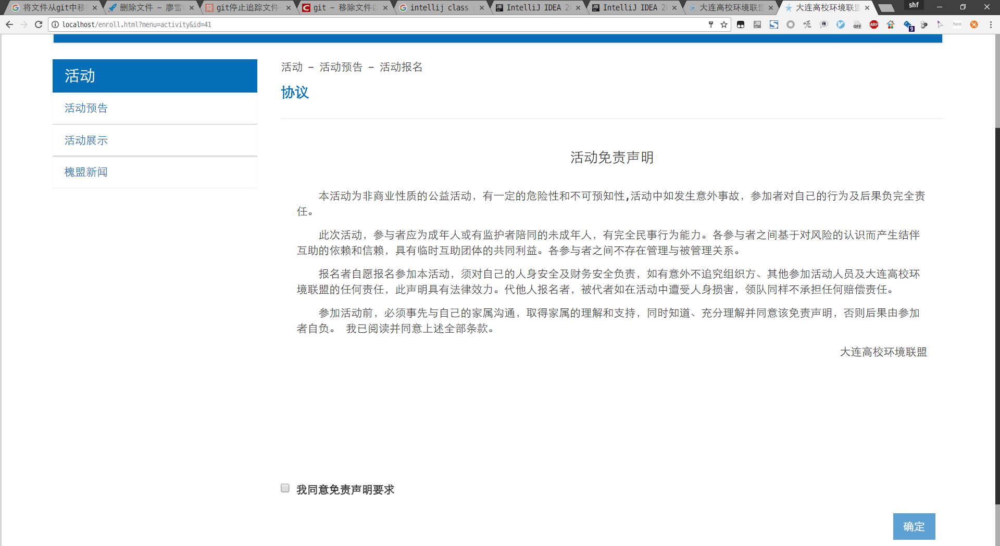 将文件从git中移
删除文件 - 廖雪
git停止追踪文件
git - 移除文件
intellij class
IntelliJ IDEA 2
IntelliJ IDEA 2
大连高校环境联盟
大连高校环境联盟
shf
localhost/enroll.html?menu=activity&id=41
OFF
ABP
9
font
活动
活动预告
活动展示
槐盟新闻
活动 - 活动预告 - 活动报名
协议
活动免责声明
本活动为非商业性质的公益活动，有一定的危险性和不可预知性,活动中如发生意外事故，参加者对自己的行为及后果负完全责
任。
此次活动，参与者应为成年人或有监护者陪同的未成年人，有完全民事行为能力。各参与者之间基于对风险的认识而产生结伴
互助的依赖和信赖，具有临时互助团体的共同利益。各参与者之间不存在管理与被管理关系。
报名者自愿报名参加本活动，须对自己的人身安全及财务安全负责，如有意外不追究组织方、其他参加活动人员及大连高校环
境联盟的任何责任，此声明具有法律效力。代他人报名者，被代者如在活动中遭受人身损害，领队同样不承担任何赔偿责任。
参加活动前，必须事先与自己的家属沟通，取得家属的理解和支持，同时知道、充分理解并同意该免责声明，否则后果由参加
者自负。 我已阅读并同意上述全部条款。
大连高校环境联盟
我同意免责声明要求
确定